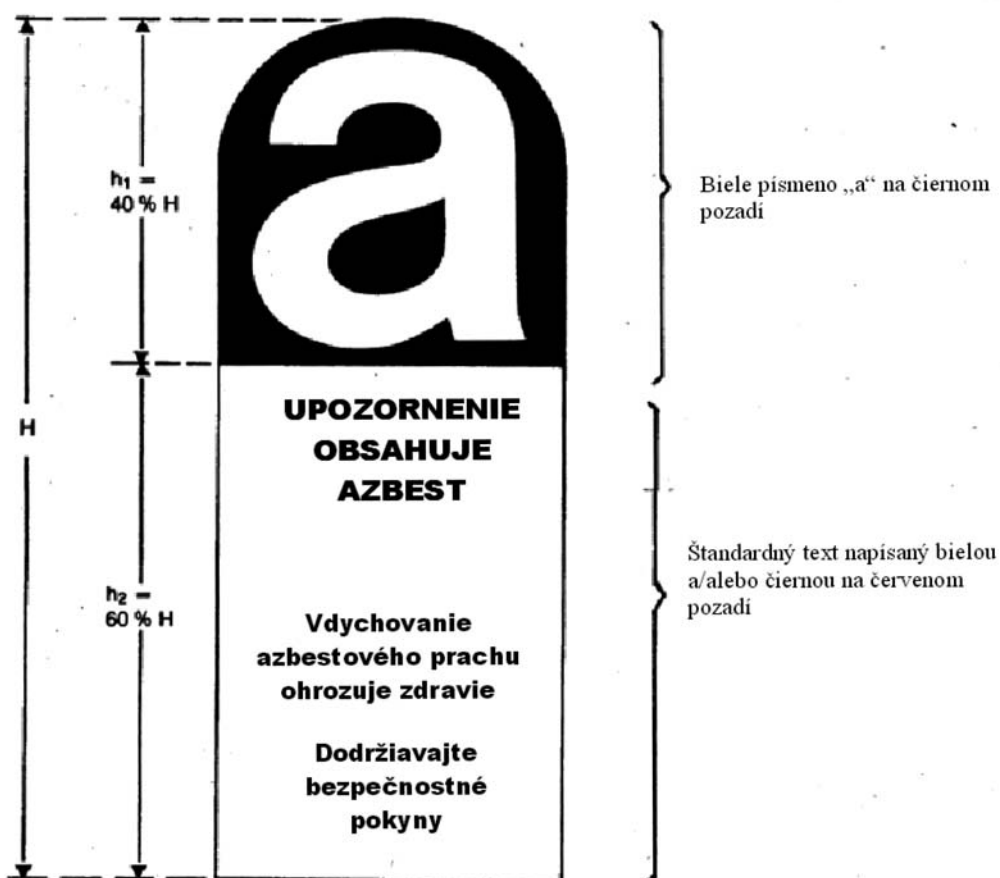 H
h₁ =
40 % H
h₂ =
60 % H
a
UPOZORNENIE
OBSAHUJE
AZBEST
Vdychovanie
azbestového prachu
ohrozuje zdravie
Dodržiavajte
bezpečnostné
pokyny
Biele písmeno „a“ na čiernom
pozadí
Štandardný text napísaný bielou
a/alebo čiernou na červenom
pozadí